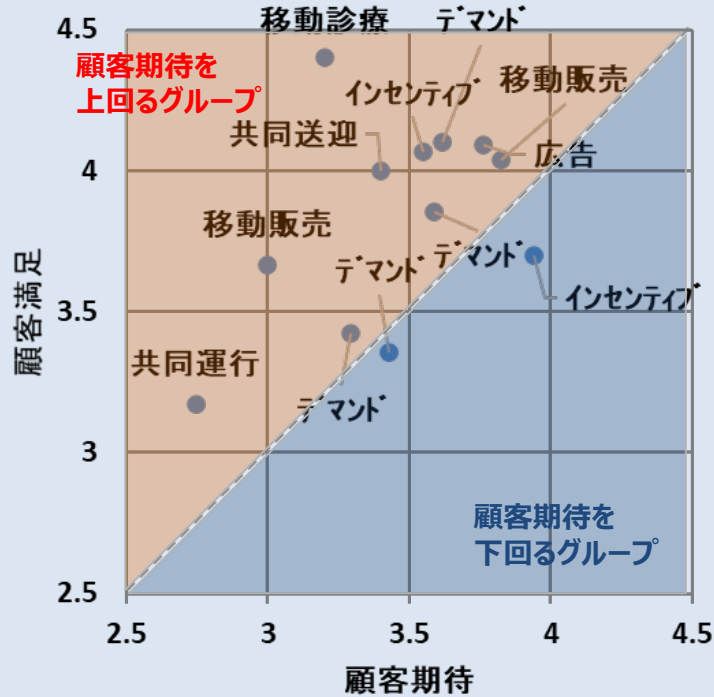 移動診療
デマンド
4.5
顧客期待を
上回るグループ
インセンティブ
移動販売
共同送迎
広告
4
移動販売
デマンド
デマンド
インセンティブ
3.5
共同運行
デマンド
3
顧客期待を
下回るグループ
2.5
2.5
3
3.5
4
4.5
顧客満足
顧客期待